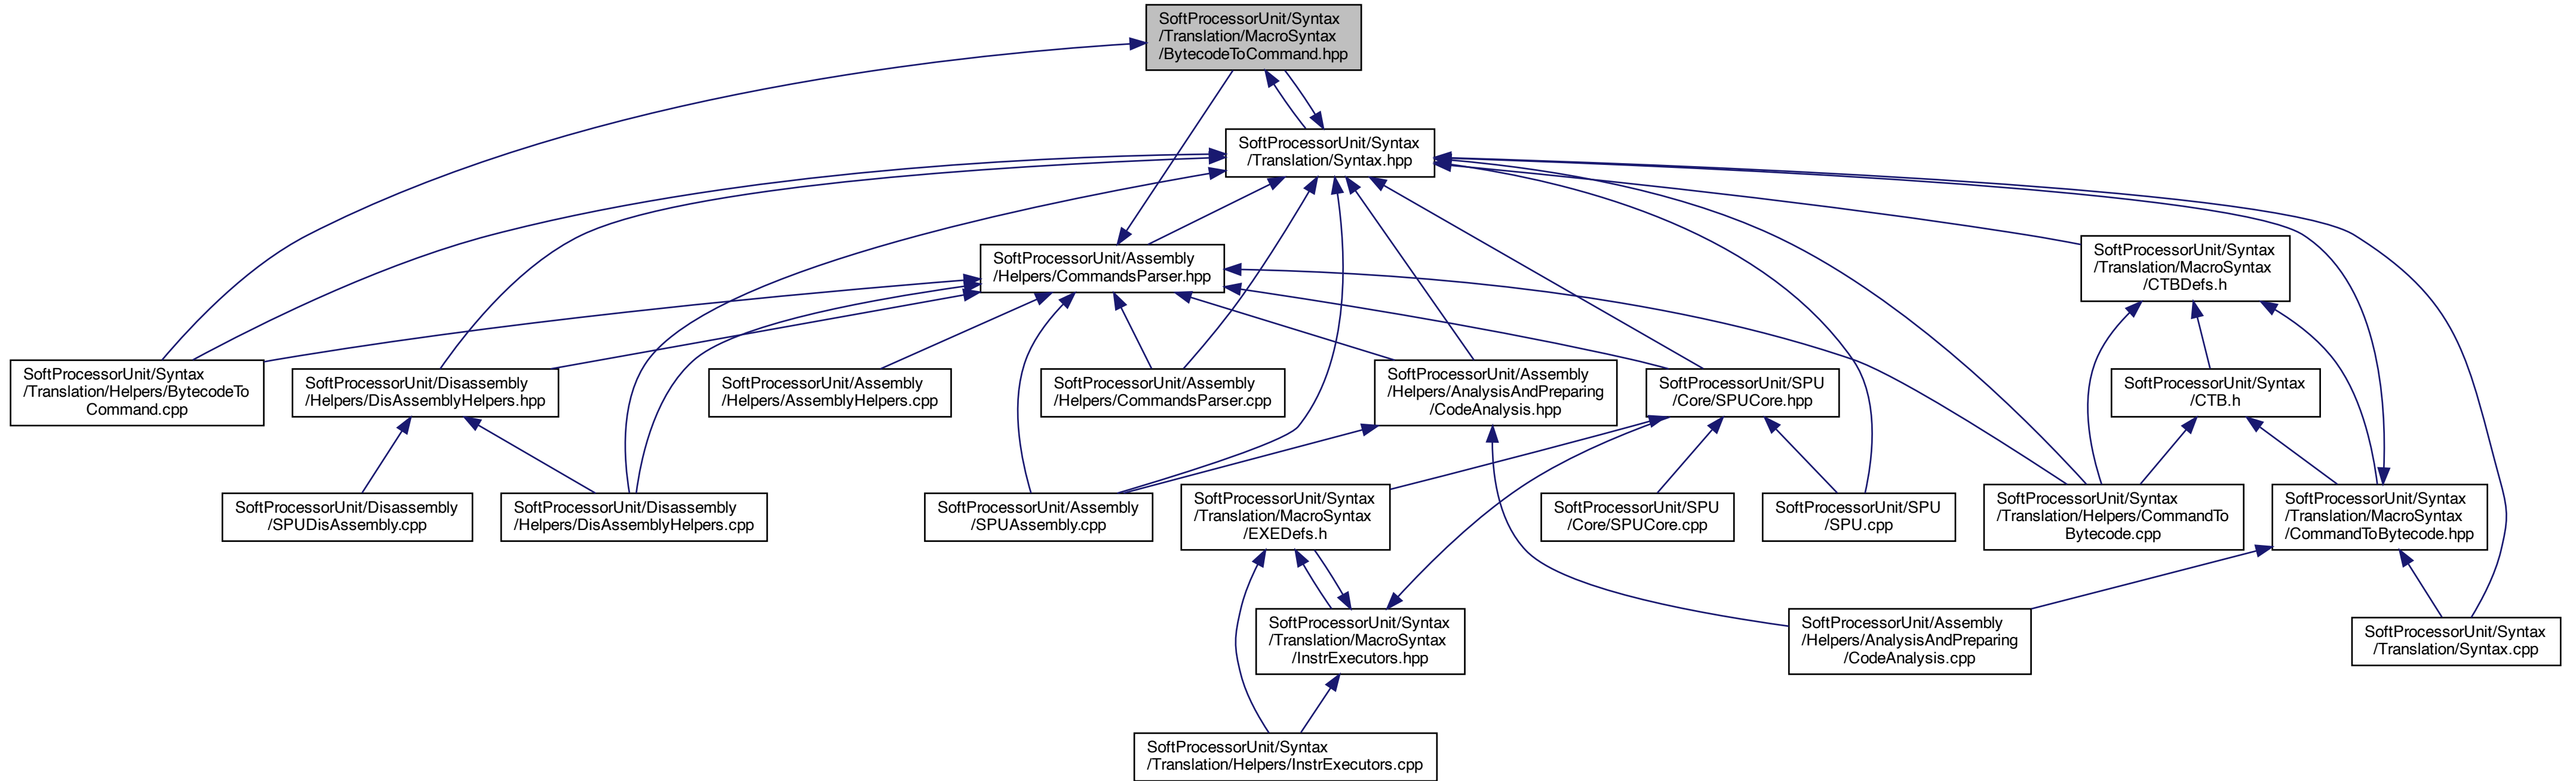 SoftProcessorUnit/Syntax
/Translation/MacroSyntax
/BytecodeToCommand.hpp
SoftProcessorUnit/Syntax
/Translation/Syntax.hpp
SoftProcessorUnit/Assembly
/Helpers/CommandsParser.hpp
SoftProcessorUnit/Syntax
/Translation/MacroSyntax
/CTBDefs.h
SoftProcessorUnit/Syntax
/Translation/Helpers/BytecodeTo
Command.cpp
SoftProcessorUnit/Disassembly
/Helpers/DisAssemblyHelpers.hpp
SoftProcessorUnit/Assembly
/Helpers/AssemblyHelpers.cpp
SoftProcessorUnit/Assembly
/Helpers/CommandsParser.cpp
SoftProcessorUnit/Assembly
/Helpers/AnalysisAndPreparing
/CodeAnalysis.hpp
SoftProcessorUnit/SPU
/Core/SPUCore.hpp
SoftProcessorUnit/Syntax
/CTB.h
SoftProcessorUnit/Disassembly
/SPUDisAssembly.cpp
SoftProcessorUnit/Disassembly
/Helpers/DisAssemblyHelpers.cpp
SoftProcessorUnit/Assembly
/SPUAssembly.cpp
SoftProcessorUnit/Syntax
/Translation/MacroSyntax
/EXEDefs.h
SoftProcessorUnit/SPU
/Core/SPUCore.cpp
SoftProcessorUnit/SPU
/SPU.cpp
SoftProcessorUnit/Syntax
/Translation/Helpers/CommandTo
Bytecode.cpp
SoftProcessorUnit/Syntax
/Translation/MacroSyntax
/CommandToBytecode.hpp
SoftProcessorUnit/Syntax
/Translation/MacroSyntax
/InstrExecutors.hpp
SoftProcessorUnit/Assembly
/Helpers/AnalysisAndPreparing
/CodeAnalysis.cpp
SoftProcessorUnit/Syntax
/Translation/Syntax.cpp
SoftProcessorUnit/Syntax
/Translation/Helpers/InstrExecutors.cpp